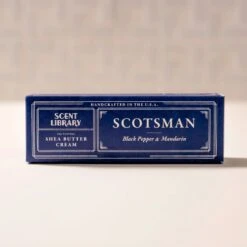 HANDCRAFTED IN THE U.S.A.
SCENT
LIBRARY
SHEA BUTTER
CREAM
SCOTSMAN
Black Pepper & Mandarin